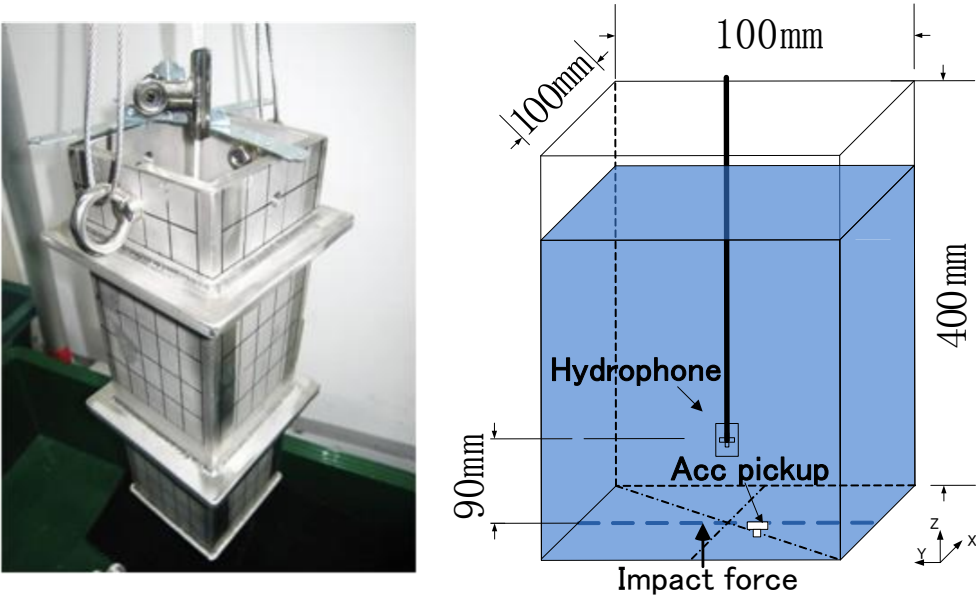 100mm
100mm
400mm
Hydrophone
90mm
Acc pickup
Impact force
Z
Y
X